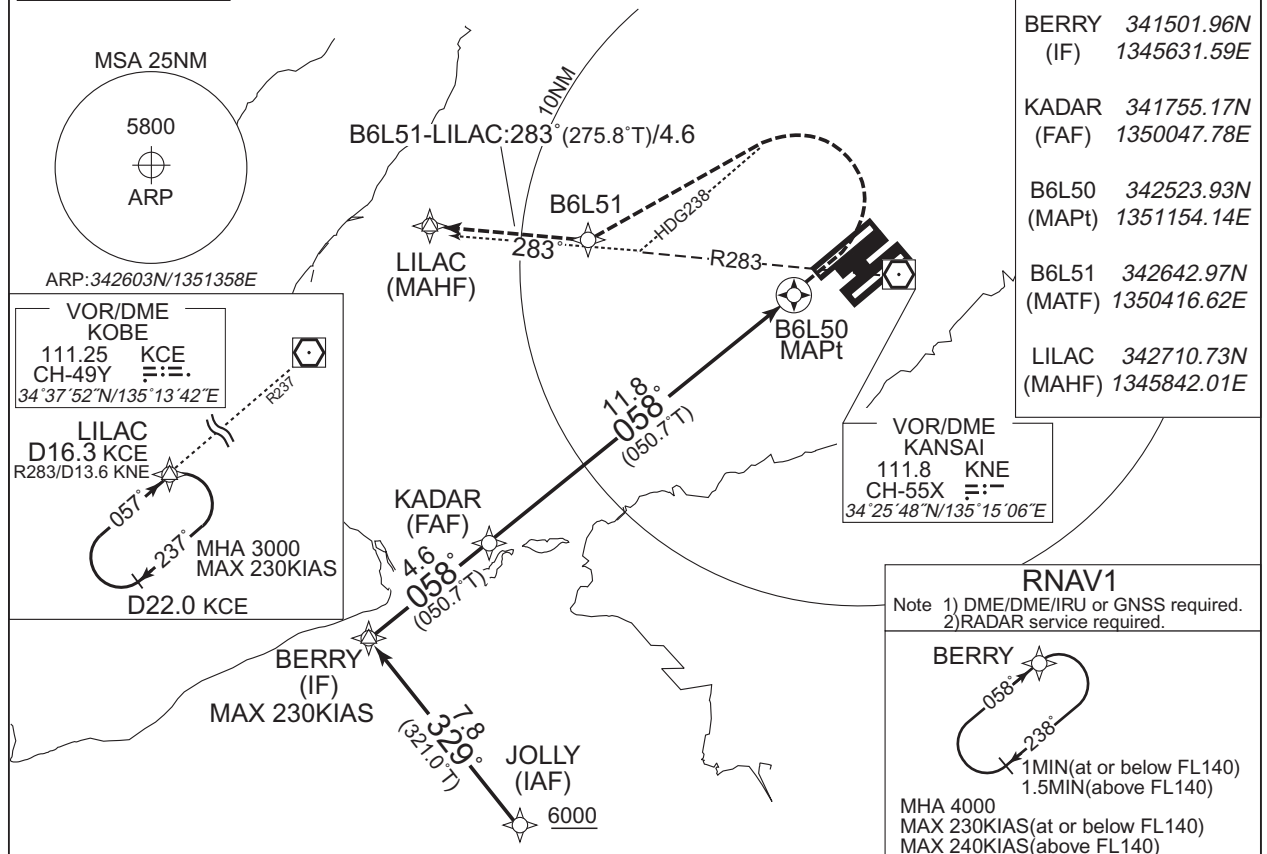 MSA 25NM
5800
ARP
ARP:342603N/1351358E
10NM
B6L51-LILAC:283°(275.8°T)/4.6
B6L51
HDG238
283°
R283
LILAC
(MAHF)
B6L50
MAPt
11.8
058°
(050.7°T)
KADAR
(FAF)
4.6
058°
(050.7°T)
BERRY
(IF)
MAX 230KIAS
7.8
329°
(321.0°T)
JOLLY
(IAF)
6000
VOR/DME
KOBE
111.25 KCE
CH-49Y
34°37´52˝N/135°13´42˝E
R237
LILAC
D16.3 KCE
R283/D13.6 KNE
057°
237°
MHA 3000
MAX 230KIAS
D22.0 KCE
VOR/DME
KANSAI
111.8 KNE
CH-55X
34°25´48˝N/135°15´06˝E
BERRY 341501.96N
(IF) 1345631.59E
KADAR 341755.17N
(FAF) 1350047.78E
B6L50 342523.93N
(MAPt) 1351154.14E
B6L51 342642.97N
(MATF) 1350416.62E
LILAC 342710.73N
(MAHF) 1345842.01E
RNAV1
Note 1) DME/DME/IRU or GNSS required.
2)RADAR service required.
BERRY
058°
238°
1MIN(at or below FL140)
1.5MIN(above FL140)
MHA 4000
MAX 230KIAS(at or below FL140)
MAX 240KIAS(above FL140)